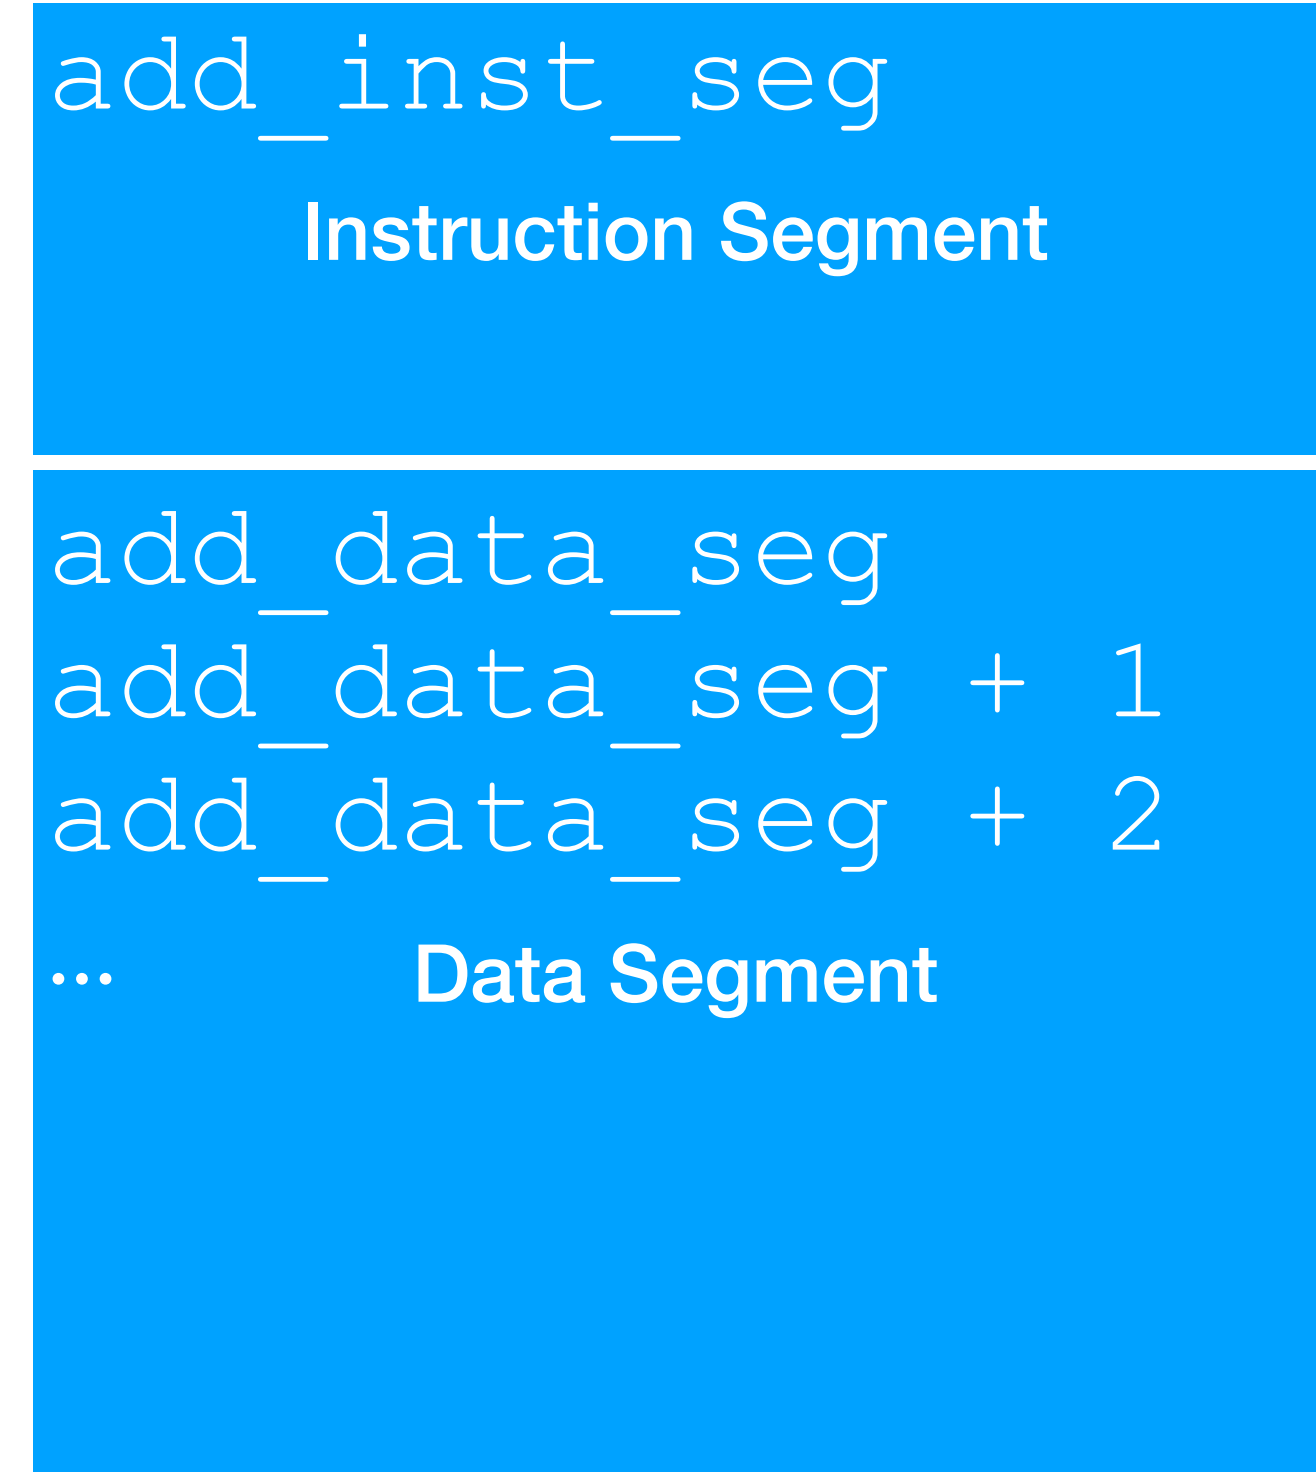 add_inst_seg
Instruction Segment
add_data_seg
add_data_seg + 1
add_data_seg + 2
... Data Segment